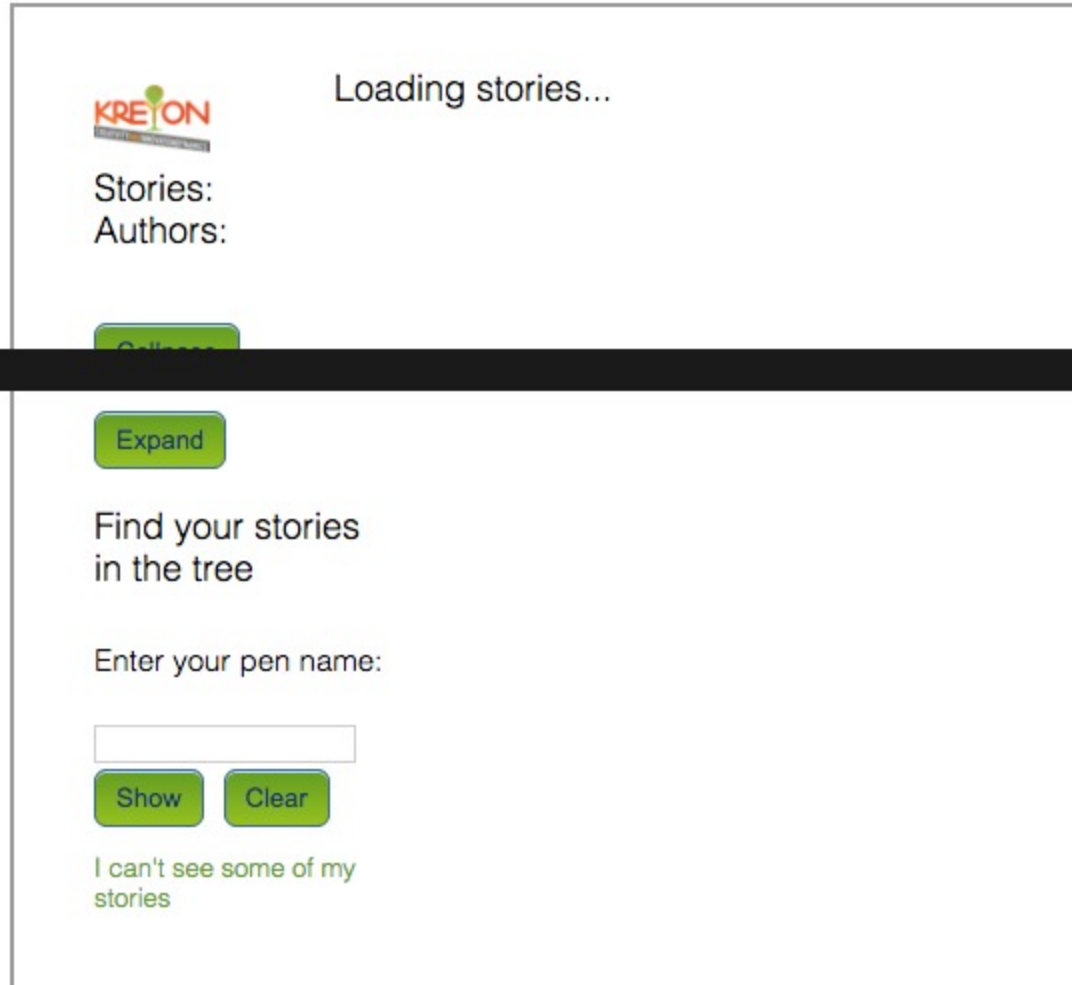 KREYON
Loading stories...
Stories:
Authors:
Expand
Find your stories
in the tree
Enter your pen name:
Show Clear
I can't see some of my
stories